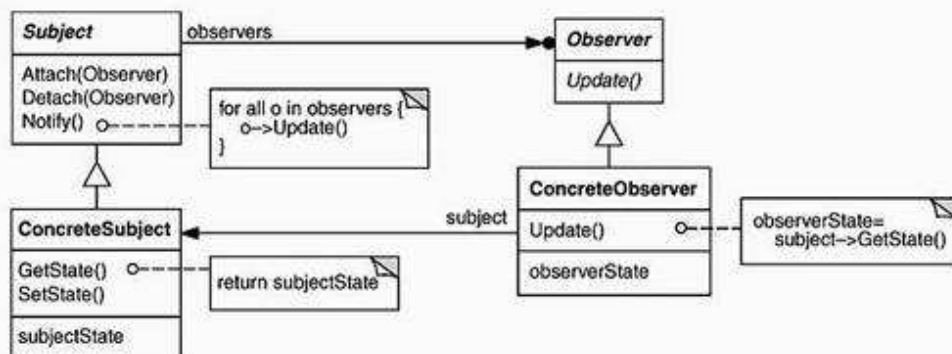 Subject
Attach(Observer)
Detach(Observer)
Notify()
observers
Observer
Update()
for all o in observers {
o->Update()
}
ConcreteSubject
GetState()
SetState()
subjectState
return subjectState
subject
ConcreteObserver
Update()
observerState
observerState=
subject->GetState()